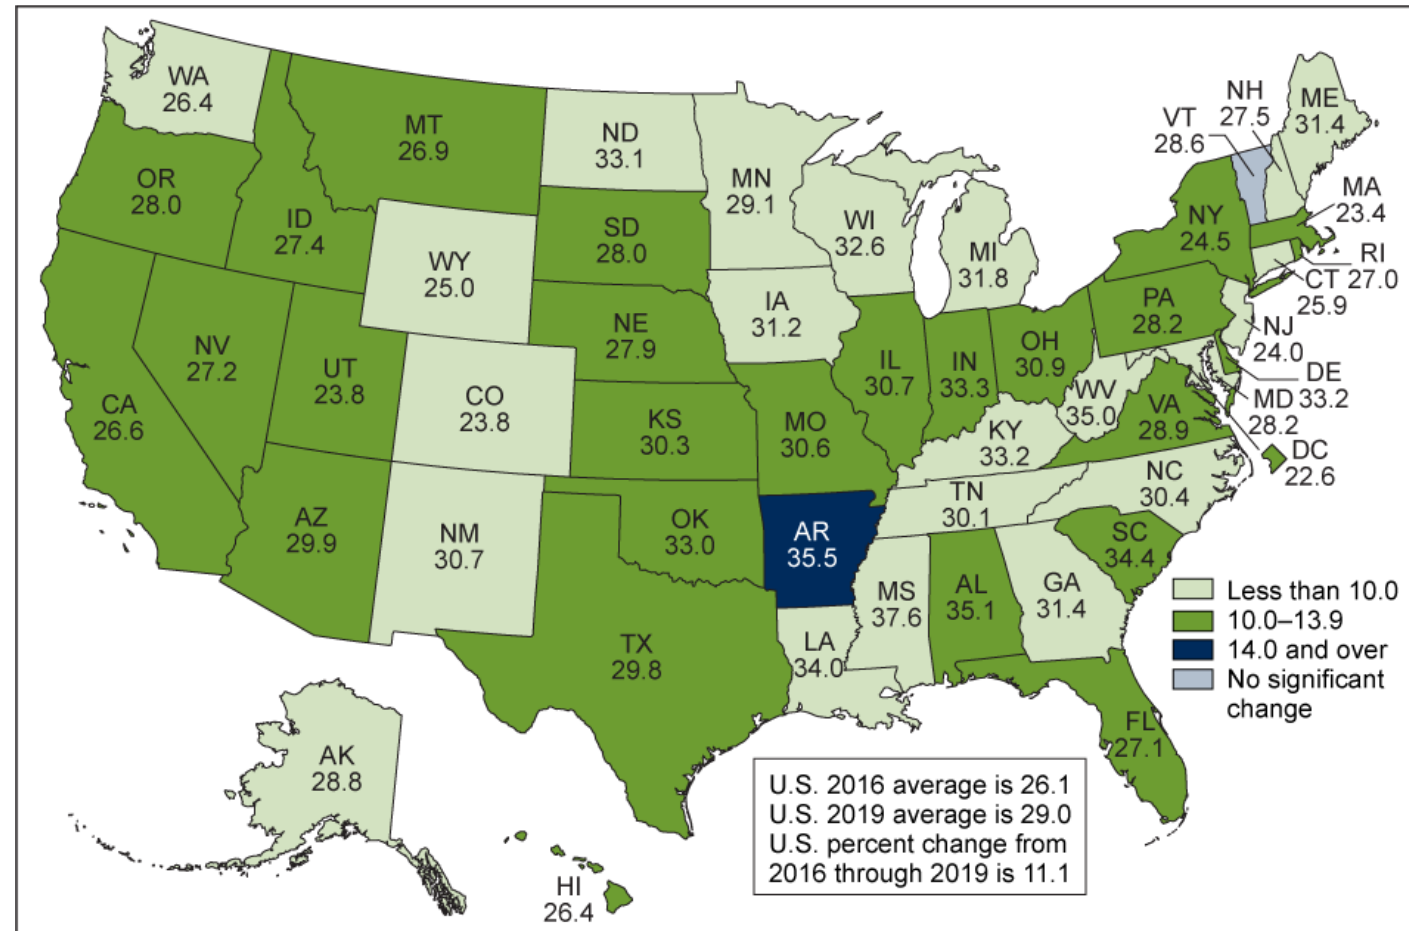 WA
26.4
MT
26.9
ND
33.1
MN
29.1
OR
28.0
ID
27.4
WY
25.0
SD
28.0
WI
32.6
MI
31.8
NH
27.5
VT
28.6
ME
31.4
MA
23.4
NY
24.5
RI
27.0
CT
25.9
IA
31.2
NE
27.9
PA
28.2
NJ
24.0
NV
27.2
UT
23.8
CO
23.8
CA
26.6
KS
30.3
MO
30.6
IL
30.7
IN
33.3
OH
30.9
WV
35.0
VA
28.9
DE
33.2
MD
28.2
DC
22.6
KY
33.2
AZ
29.9
NM
30.7
OK
33.0
AR
35.5
TN
30.1
NC
30.4
SC
34.4
MS
37.6
AL
35.1
GA
31.4
TX
29.8
LA
34.0
FL
27.1
AK
28.8
HI
26.4
Less than 10.0
10.0–13.9
14.0 and over
No significant
change
U.S. 2016 average is 26.1
U.S. 2019 average is 29.0
U.S. percent change from
2016 through 2019 is 11.1